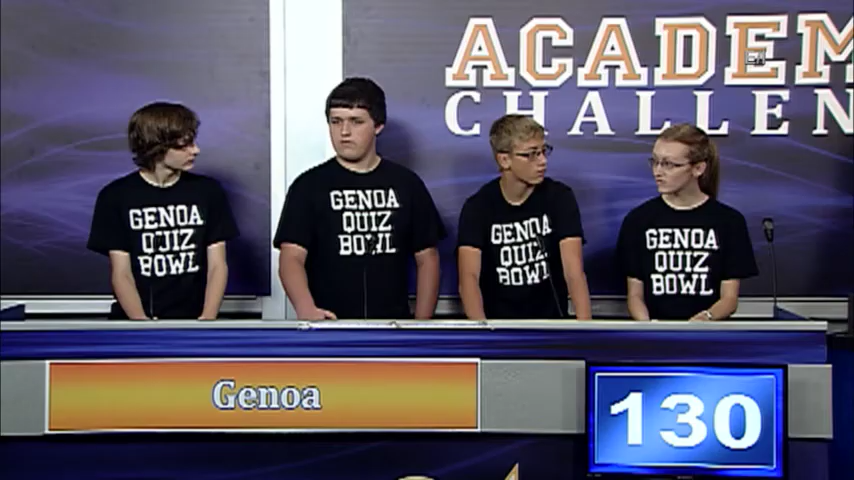 ACADEM
CHALLEN
GENOA
QUIZ
BOWL
GENOA
QUIZ
BOWL
GENOA
QUIZ
BOWL
GENOA
QUIZ
BOWL
Genoa
130